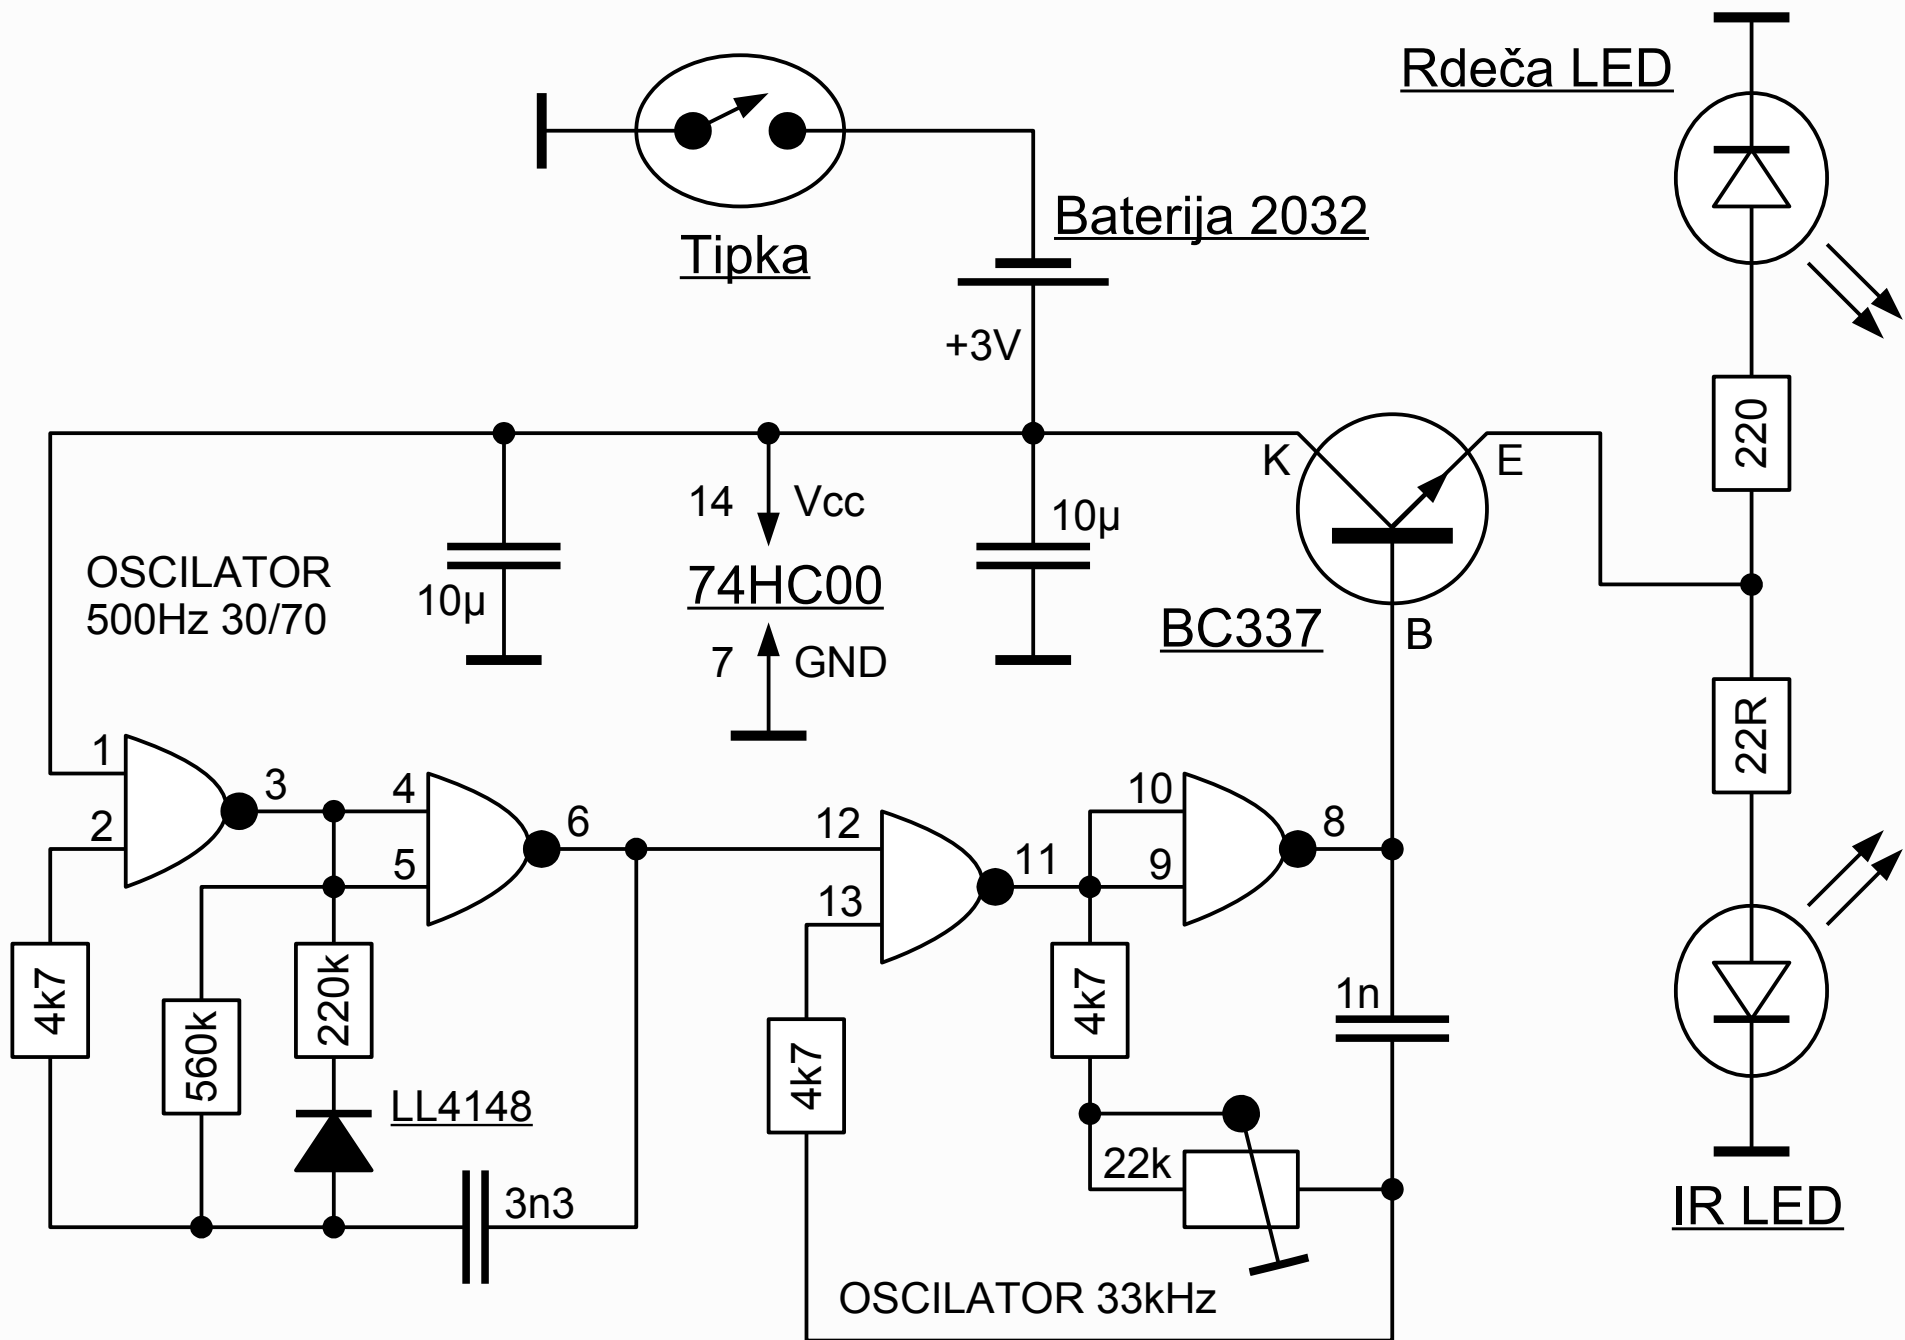 Rdeča LED
Tipka
Baterija 2032
+3V
220
K
E
B
BC337
14
Vcc
10µ
10µ
74HC00
7
GND
OSCILATOR
500Hz 30/70
22R
1
2
3
4
5
6
12
13
11
10
9
8
4k7
560k
220k
LL4148
3n3
4k7
4k7
22k
1n
OSCILATOR 33kHz
IR LED